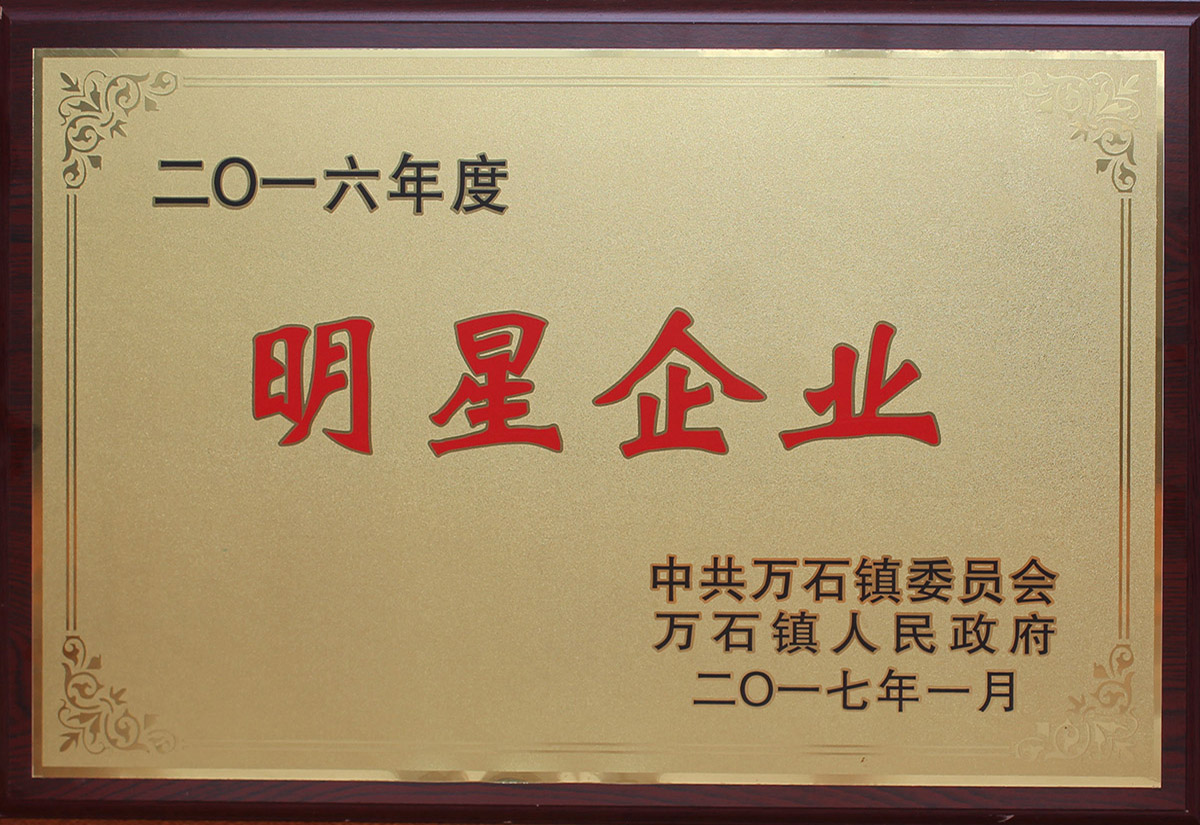 二〇一六年度
明星企业
中共万石镇委员会
万石镇人民政府
二〇一七年一月